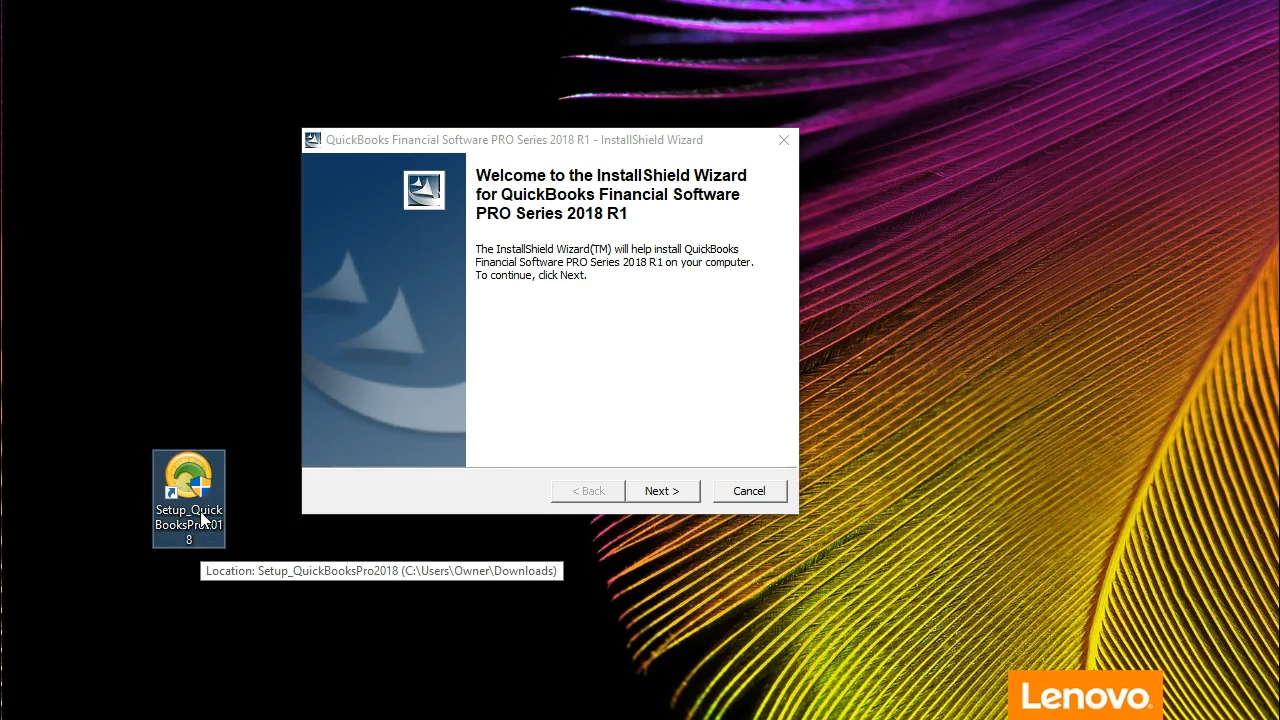 QuickBooks Financial Software PRO Series 2018 R1 - InstallShield Wizard
Welcome to the InstallShield Wizard
for QuickBooks Financial Software
PRO Series 2018 R1
The InstallShield Wizard(TM) will help install QuickBooks
Financial Software PRO Series 2018 R1 on your computer.
To continue, click Next.
< Back
Next >
Cancel
Setup_Quick
BooksPro201
8
Location: Setup_QuickBooksPro2018 (C:\Users\Owner\Downloads)
Lenovo